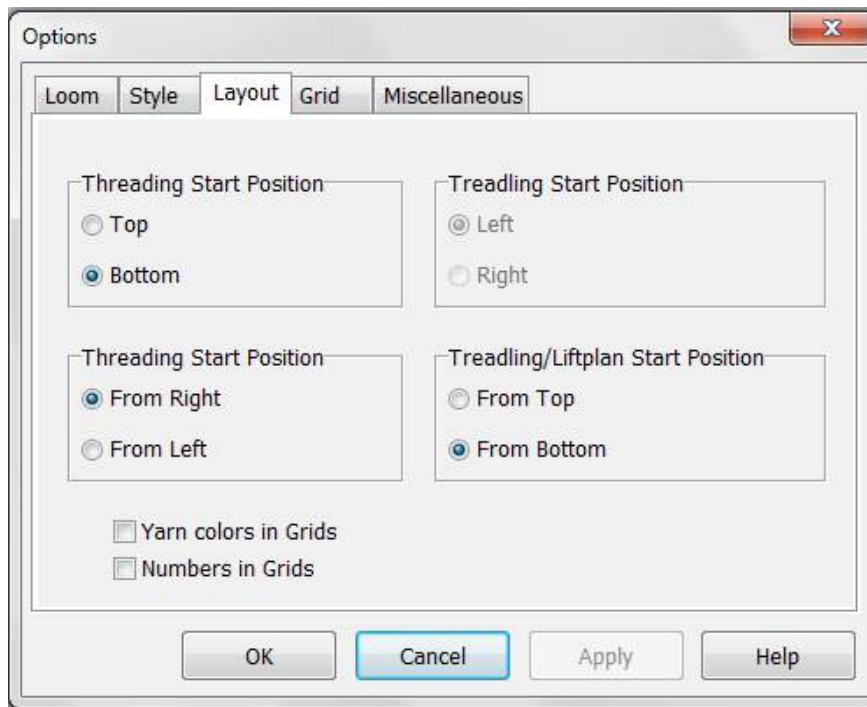 Options
Loom Style Layout Grid Miscellaneous
Threading Start Position
Top
Bottom
Treadling Start Position
Left
Right
Threading Start Position
From Right
From Left
Treadling/Liftplan Start Position
From Top
From Bottom
Yarn colors in Grids
Numbers in Grids
OK Cancel Apply Help